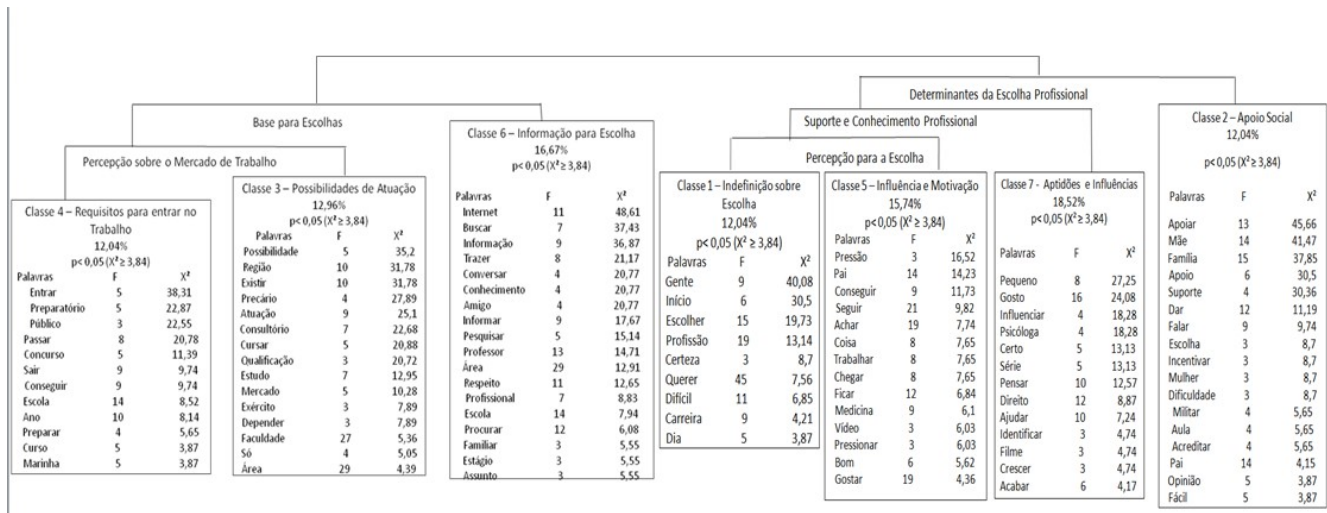 Determinantes da Escolha Profissional
Base para Escolhas
Suporte e Conhecimento Profissional
Percepção sobre o Mercado de Trabalho
Percepção para a Escolha
Classe 4 – Requisitos para entrar no
Trabalho
12,04%
p< 0,05 (X²≥ 3,84)
Palavras F X²
Entrar 5 38,31
Preparatório 5 22,87
Público 3 22,55
Passar 8 20,78
Concurso 5 11,39
Sair 9 9,74
Conseguir 9 9,74
Escola 14 8,52
Ano 10 8,14
Preparar 4 5,65
Curso 5 3,87
Marinha 5 3,87
Classe 3 – Possibilidades de Atuação
12,96%
p< 0,05 (X²≥ 3,84)
Palavras F X²
Possibilidade 5 35,2
Região 10 31,78
Existir 10 31,78
Precário 4 27,89
Atuação 9 25,1
Consultório 7 22,68
Cursar 5 20,88
Qualificação 3 20,72
Estudo 7 12,95
Mercado 5 10,28
Exército 3 7,89
Depender 3 7,89
Faculdade 27 5,36
Só 4 5,05
Área 29 4,39
Classe 6 – Informação para Escolha
16,67%
p< 0,05 (X²≥ 3,84)
Palavras F X²
Internet 11 48,61
Buscar 7 37,43
Informação 9 36,87
Trazer 8 21,17
Conversar 4 20,77
Conhecimento 4 20,77
Amigo 4 20,77
Informar 9 17,67
Pesquisar 5 15,14
Professor 13 14,71
Área 29 12,91
Respeito 11 12,65
Profissional 7 8,83
Escola 14 7,94
Procurar 12 6,08
Familiar 3 5,55
Estágio 3 5,55
Assunto 3 5,55
Classe 1 – Indefinição sobre
Escolha
12,04%
p< 0,05 (X² ≥ 3,84)
Palavras F X²
Gente 9 40,08
Início 6 30,5
Escolher 15 19,73
Profissão 19 13,14
Certeza 3 8,7
Querer 45 7,56
Difícil 11 6,85
Carreira 9 4,21
Dia 5 3,87
Classe 5 – Influência e Motivação
15,74%
p< 0,05 (X² ≥ 3,84)
Palavras F X²
Pressão 3 16,52
Pai 14 14,23
Conseguir 9 11,73
Seguir 21 9,82
Achar 19 7,74
Coisa 8 7,65
Trabalhar 8 7,65
Chegar 8 7,65
Ficar 12 6,84
Medicina 9 6,1
Vídeo 3 6,03
Pressionar 3 6,03
Bom 6 5,62
Gostar 19 4,36
Classe 7 - Aptidões e Influências
18,52%
p< 0,05 (X² ≥ 3,84)
Palavras F X²
Pequeno 8 27,25
Gosto 16 24,08
Influenciar 4 18,28
Psicóloga 4 18,28
Certo 5 13,13
Série 5 13,13
Pensar 10 12,57
Direito 12 8,87
Ajudar 10 7,24
Identificar 3 4,74
Filme 3 4,74
Crescer 3 4,74
Acabar 6 4,17
Classe 2 – Apoio Social
12,04%
p< 0,05 (X²≥ 3,84)
Palavras F X²
Apoiar 13 45,66
Mãe 14 41,47
Família 15 37,85
Apoio 6 30,5
Suporte 4 30,36
Dar 12 11,19
Falar 9 9,74
Escolha 3 8,7
Incentivar 3 8,7
Mulher 3 8,7
Dificuldade 3 8,7
Militar 4 5,65
Aula 4 5,65
Acreditar 4 5,65
Pai 14 4,15
Opinião 5 3,87
Fácil 5 3,87